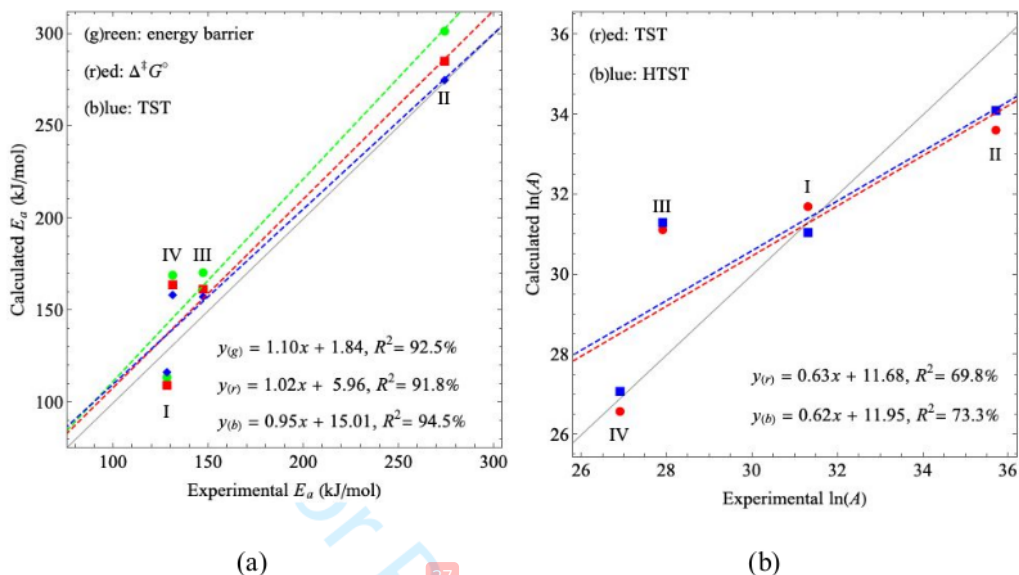 (g)reen: energy barrier
(r)ed: Δ‡G°
(b)lue: TST
300
250
200
150
100
II
IV III
I
y(g) = 1.10x + 1.84, R² = 92.5%
y(r) = 1.02x + 5.96, R² = 91.8%
y(b) = 0.95x + 15.01, R² = 94.5%
100 150 200 250 300
Experimental Ea (kJ/mol)
Calculated Ea (kJ/mol)
(a)
(r)ed: TST
(b)lue: HTST
36
34
32
30
28
26
II
I
III
IV
y(r) = 0.63x + 11.68, R² = 69.8%
y(b) = 0.62x + 11.95, R² = 73.3%
26 28 30 32 34 36
Experimental ln(A)
Calculated ln(A)
(b)
or
27